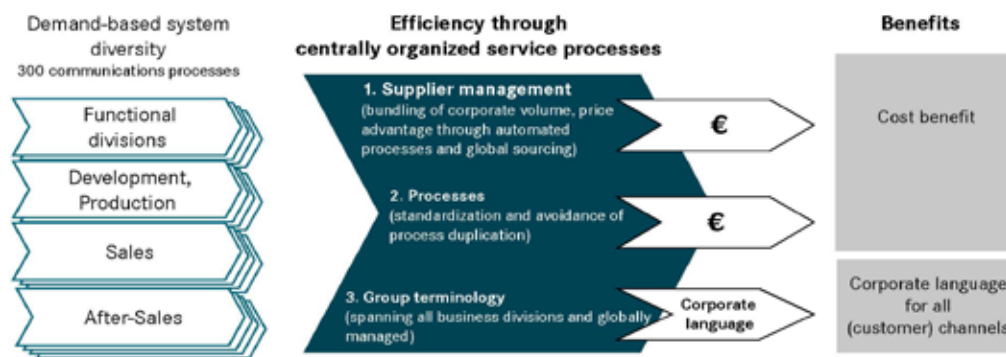 Demand-based system
diversity
300 communications processes
Functional
divisions
Development,
Production
Sales
After-Sales
Efficiency through
centrally organized service processes
1. Supplier management
(bundling of corporate volume, price
advantage through automated
processes and global sourcing)
€
2. Processes
(standardization and avoidance of
process duplication)
€
3. Group terminology
(spanning all business divisions and globally
managed)
Corporate
language
Benefits
Cost benefit
Corporate language
for all
(customer) channels